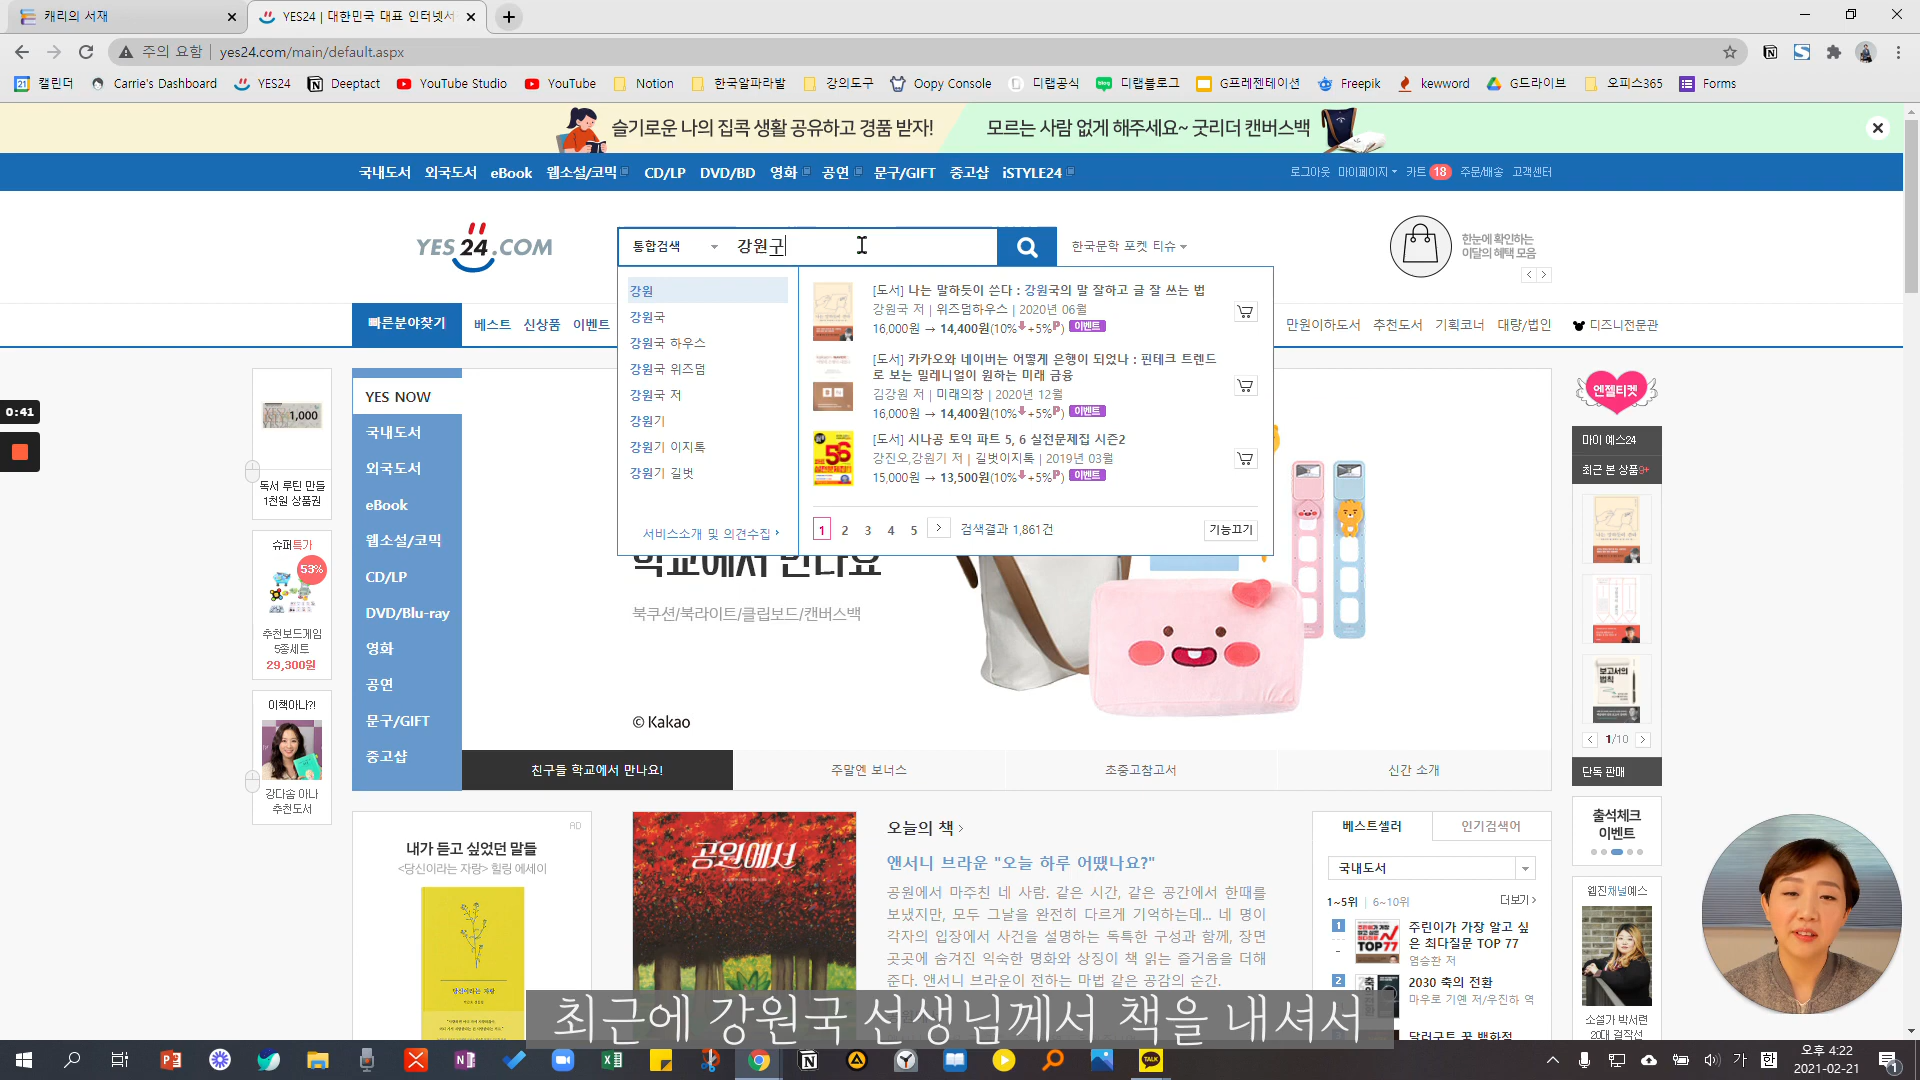 캐리의 서재
YES24 | 대한민국 대표 인터넷서
주의 요함
yes24.com/main/default.aspx
캘린더
Carrie's Dashboard
YES24
Deeptact
YouTube Studio
YouTube
Notion
한국알파라발
강의도구
Oopy Console
디랩공식
디랩블로그
G프레젠테이션
Freepik
kewword
G드라이브
오피스365
Forms
슬기로운 나의 집콕 생활 공유하고 경품 받자!
모르는 사람 없게 해주세요~ 굿리더 캔버스백
국내도서 외국도서 eBook 웹소설/코믹 CD/LP DVD/BD 영화 공연 문구/GIFT 중고샵 iSTYLE24
로그아웃 마이페이지 카트 18 주문/배송 고객센터
YES24.COM
통합검색
강원구
한국문학 포켓 티슈
한눈에 확인하는
이달의 혜택 모음
빠른분야찾기
베스트 신상품 이벤트
만원이하도서 추천도서 기획코너 대량/법인
디즈니전문관
강원
강원국
강원국 하우스
강원국 위즈덤
강원국 저
강원기
강원기 이지톡
강원기 길벗
서비스소개 및 의견수집
[도서] 나는 말하듯이 쓴다 : 강원국의 말 잘하고 글 잘 쓰는 법
강원국 저 | 위즈덤하우스 | 2020년 06월
16,000원 → 14,400원(10%+5%P) 이벤트
[도서] 카카오와 네이버는 어떻게 은행이 되었나 : 핀테크 트렌드
로 보는 밀레니얼이 원하는 미래 금융
김강원 저 | 미래의창 | 2020년 12월
16,000원 → 14,400원(10%+5%P) 이벤트
[도서] 시나공 토익 파트 5, 6 실전문제집 시즌2
강진오,강원기 저 | 길벗이지톡 | 2019년 03월
15,000원 → 13,500원(10%+5%P) 이벤트
1 2 3 4 5
검색결과 1,861건
기능끄기
0:41
1,000
독서 루틴 만들
1천원 상품권
슈퍼특가
53%
추천보드게임
5종세트
29,300원
이책아나?!
강다솜 아나
추천도서
YES NOW
국내도서
외국도서
eBook
웹소설/코믹
CD/LP
DVD/Blu-ray
영화
공연
문구/GIFT
중고샵
학교에서 만나요
북쿠션/북라이트/클립보드/캔버스백
© Kakao
친구들 학교에서 만나요!
주말엔 보너스
초중고참고서
신간 소개
엔젤티켓
마이 예스24
최근 본 상품9+
보고서의
법칙
1/10
단독 판매
출석체크
이벤트
웹진채널예스
소설가 박서련
20대 걸작선
AD
내가 듣고 싶었던 말들
<당신이라는 자랑> 힐링 에세이
당신이라는 자랑
공원에서
오늘의 책
앤서니 브라운 "오늘 하루 어땠나요?"
공원에서 마주친 네 사람. 같은 시간, 같은 공간에서 한때를
보냈지만, 모두 그날을 완전히 다르게 기억하는데... 네 명이
각자의 입장에서 사건을 설명하는 독특한 구성과 함께, 장면
곳곳에 숨겨진 익숙한 명화와 상징이 책 읽는 즐거움을 더해
준다. 앤서니 브라운이 전하는 마법 같은 공감의 순간.
베스트셀러
인기검색어
국내도서
1~5위 | 6~10위
더보기
1
TOP77
주린이가 가장 알고 싶
은 최다질문 TOP 77
염승환 저
2
2030 축의 전환
마우로 기옌 저/우진하 역
달러구트 꿈 백화점
최근에 강원국 선생님께서 책을 내셔서
가
한
오후 4:22
2021-02-21
1